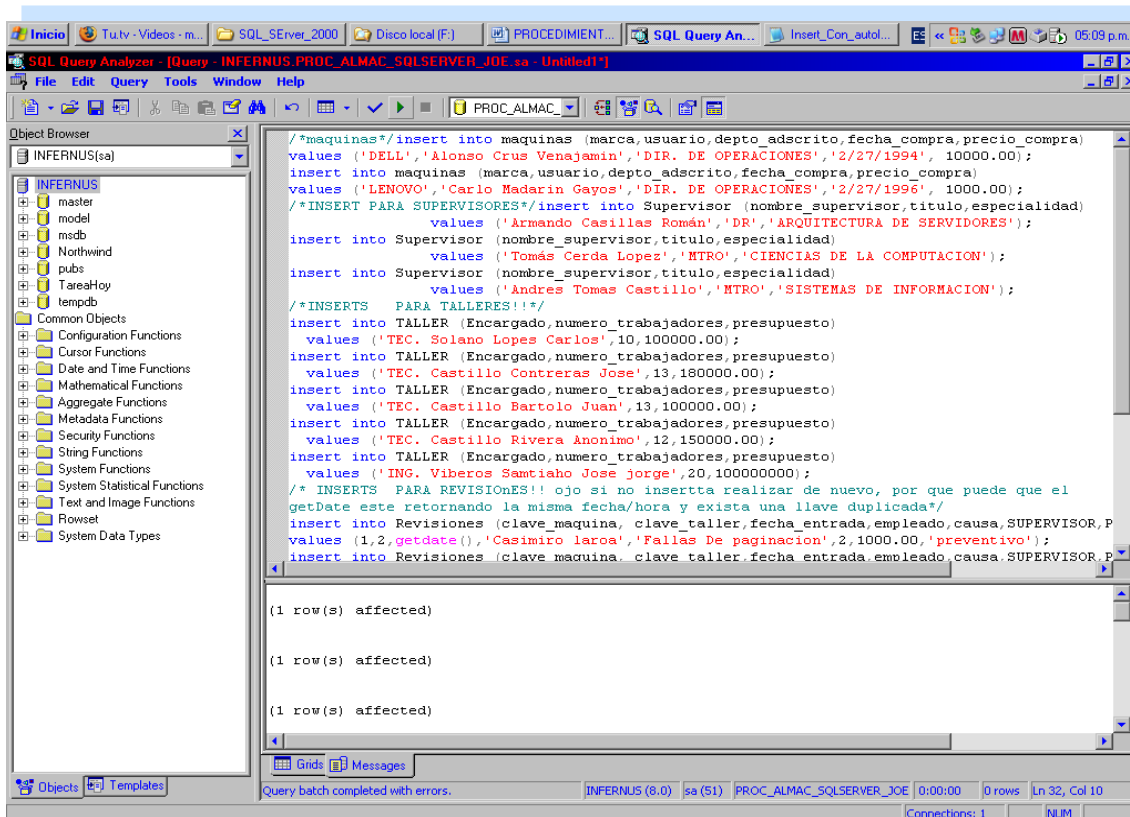 Inicio
Tu.tv - Videos - m...
SQL_SErver_2000
Disco local (F:)
PROCEDIMIENT...
SQL Query An...
Insert_Con_autol...
ES
«
05:09 p.m.
SQL Query Analyzer - [Query - INFERNUS.PROC_ALMAC_SQLSERVER_JOE.sa - Untitled1*]
File Edit Query Tools Window Help
PROC_ALMAC_
Object Browser
INFERNUS(sa)
INFERNUS
master
model
msdb
Northwind
pubs
TareaHoy
tempdb
Common Objects
Configuration Functions
Cursor Functions
Date and Time Functions
Mathematical Functions
Aggregate Functions
Metadata Functions
Security Functions
String Functions
System Functions
System Statistical Functions
Text and Image Functions
Rowset
System Data Types
Objects
Templates
/*maquinas*/insert into maquinas (marca,usuario,depto_adscrito,fecha_compra,precio_compra)
values ('DELL','Alonso Crus Venajamin','DIR. DE OPERACIONES','2/27/1994', 10000.00);
insert into maquinas (marca,usuario,depto_adscrito,fecha_compra,precio_compra)
values ('LENOVO','Carlo Madarin Gayos','DIR. DE OPERACIONES','2/27/1996', 1000.00);
/*INSERT PARA SUPERVISORES*/insert into Supervisor (nombre_supervisor,titulo,especialidad)
values ('Armando Casillas Román','DR','ARQUITECTURA DE SERVIDORES');
insert into Supervisor (nombre_supervisor,titulo,especialidad)
values ('Tomás Cerda Lopez','MTRO','CIENCIAS DE LA COMPUTACION');
insert into Supervisor (nombre_supervisor,titulo,especialidad)
values ('Andres Tomas Castillo','MTRO','SISTEMAS DE INFORMACION');
/*INSERTS PARA TALLERES!!*/
insert into TALLER (Encargado,numero_trabajadores,presupuesto)
values ('TEC. Solano Lopes Carlos',10,100000.00);
insert into TALLER (Encargado,numero_trabajadores,presupuesto)
values ('TEC. Castillo Contreras Jose',13,180000.00);
insert into TALLER (Encargado,numero_trabajadores,presupuesto)
values ('TEC. Castillo Bartolo Juan',13,100000.00);
insert into TALLER (Encargado,numero_trabajadores,presupuesto)
values ('TEC. Castillo Rivera Anonimo',12,150000.00);
insert into TALLER (Encargado,numero_trabajadores,presupuesto)
values ('ING. Viberos Samtiaho Jose jorge',20,100000000);
/* INSERTS PARA REVISIOnES!! ojo si no insertta realizar de nuevo, por que puede que el
getDate este retornando la misma fecha/hora y exista una llave duplicada*/
insert into Revisiones (clave_maquina, clave_taller,fecha_entrada,empleado,causa,SUPERVISOR,P
values (1,2,getdate(),'Casimiro laroa','Fallas De paginacion',2,1000.00,'preventivo');
insert into Revisiones (clave_maquina, clave_taller,fecha_entrada,empleado,causa,SUPERVISOR,P
(1 row(s) affected)
(1 row(s) affected)
(1 row(s) affected)
Grids
Messages
Query batch completed with errors.
INFERNUS (8.0)
sa (51)
PROC_ALMAC_SQLSERVER_JOE
0:00:00
0 rows
Ln 32, Col 10
Connections: 1
NUM